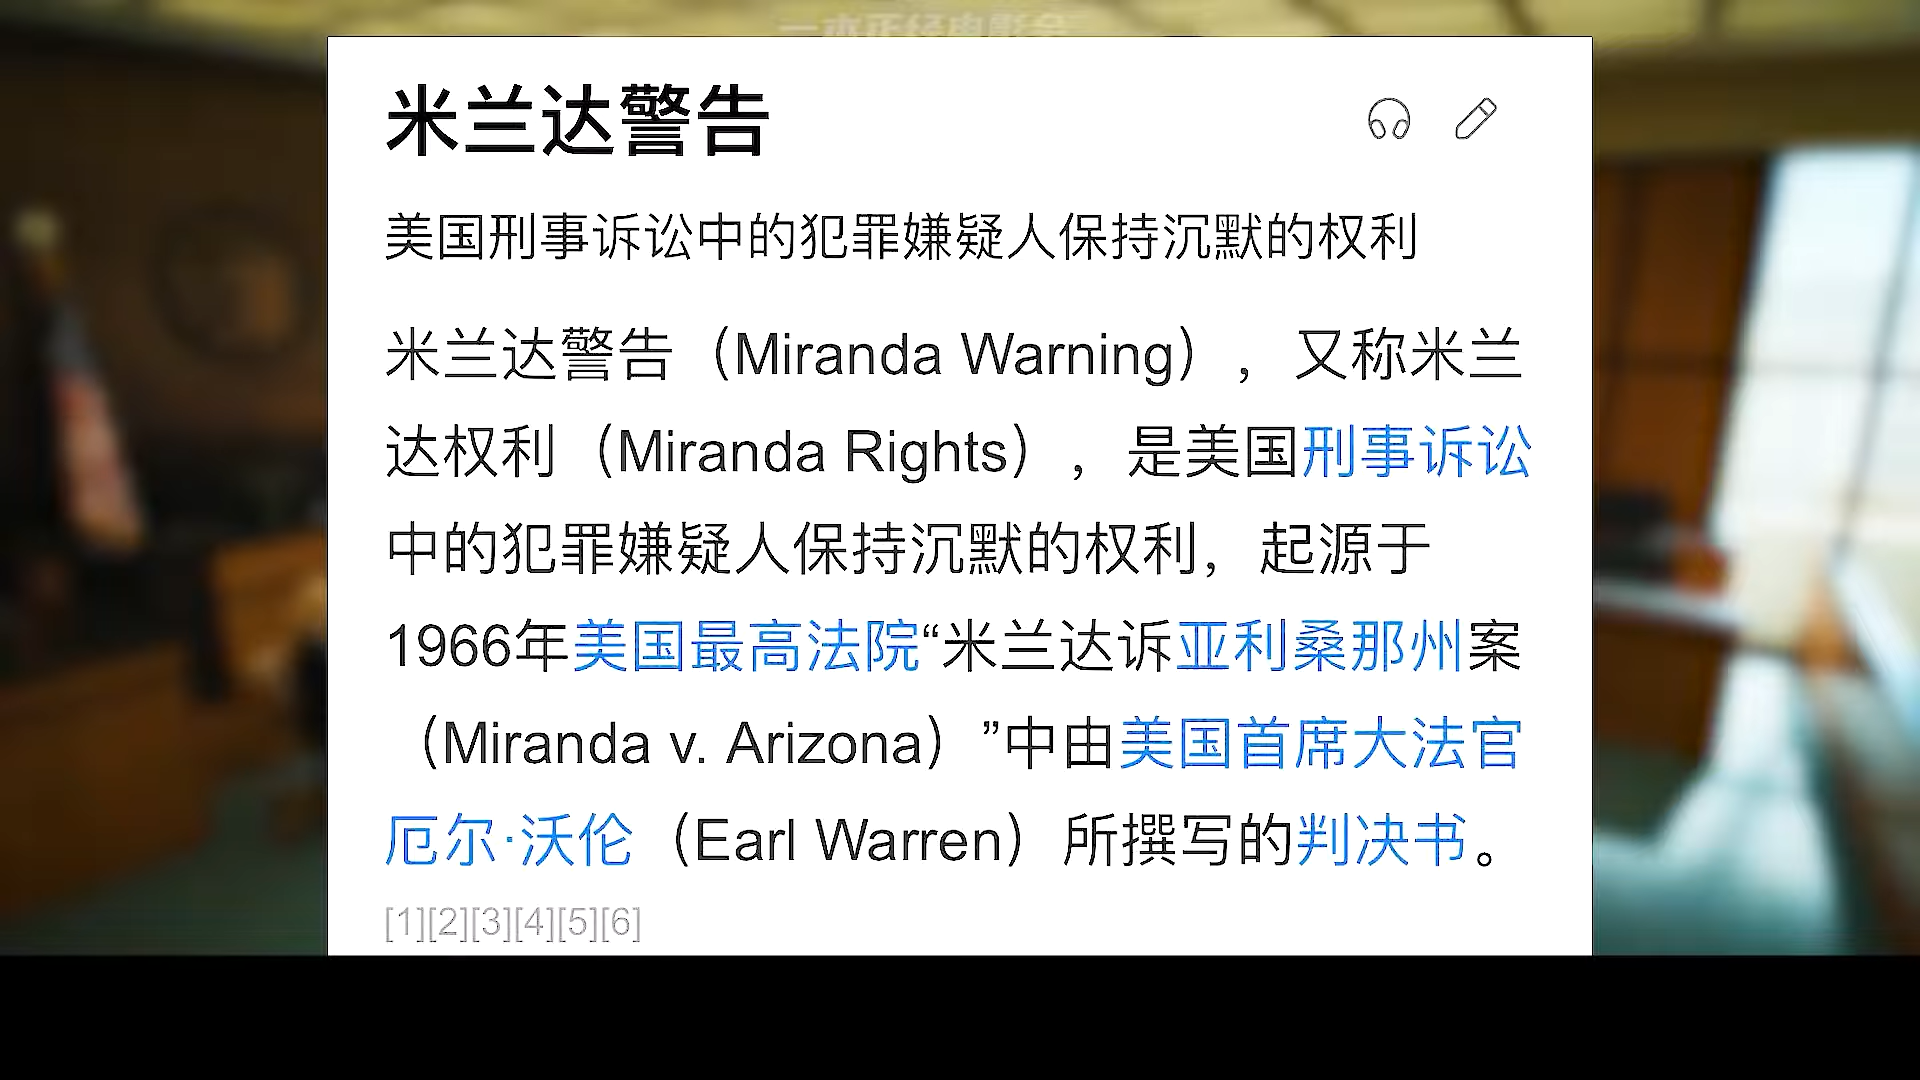 米兰达警告
美国刑事诉讼中的犯罪嫌疑人保持沉默的权利
米兰达警告（Miranda Warning），又称米兰
达权利（Miranda Rights），是美国刑事诉讼
中的犯罪嫌疑人保持沉默的权利，起源于
1966年美国最高法院“米兰达诉亚利桑那州案
（Miranda v. Arizona）”中由美国首席大法官
厄尔·沃伦（Earl Warren）所撰写的判决书。
[1][2][3][4][5][6]